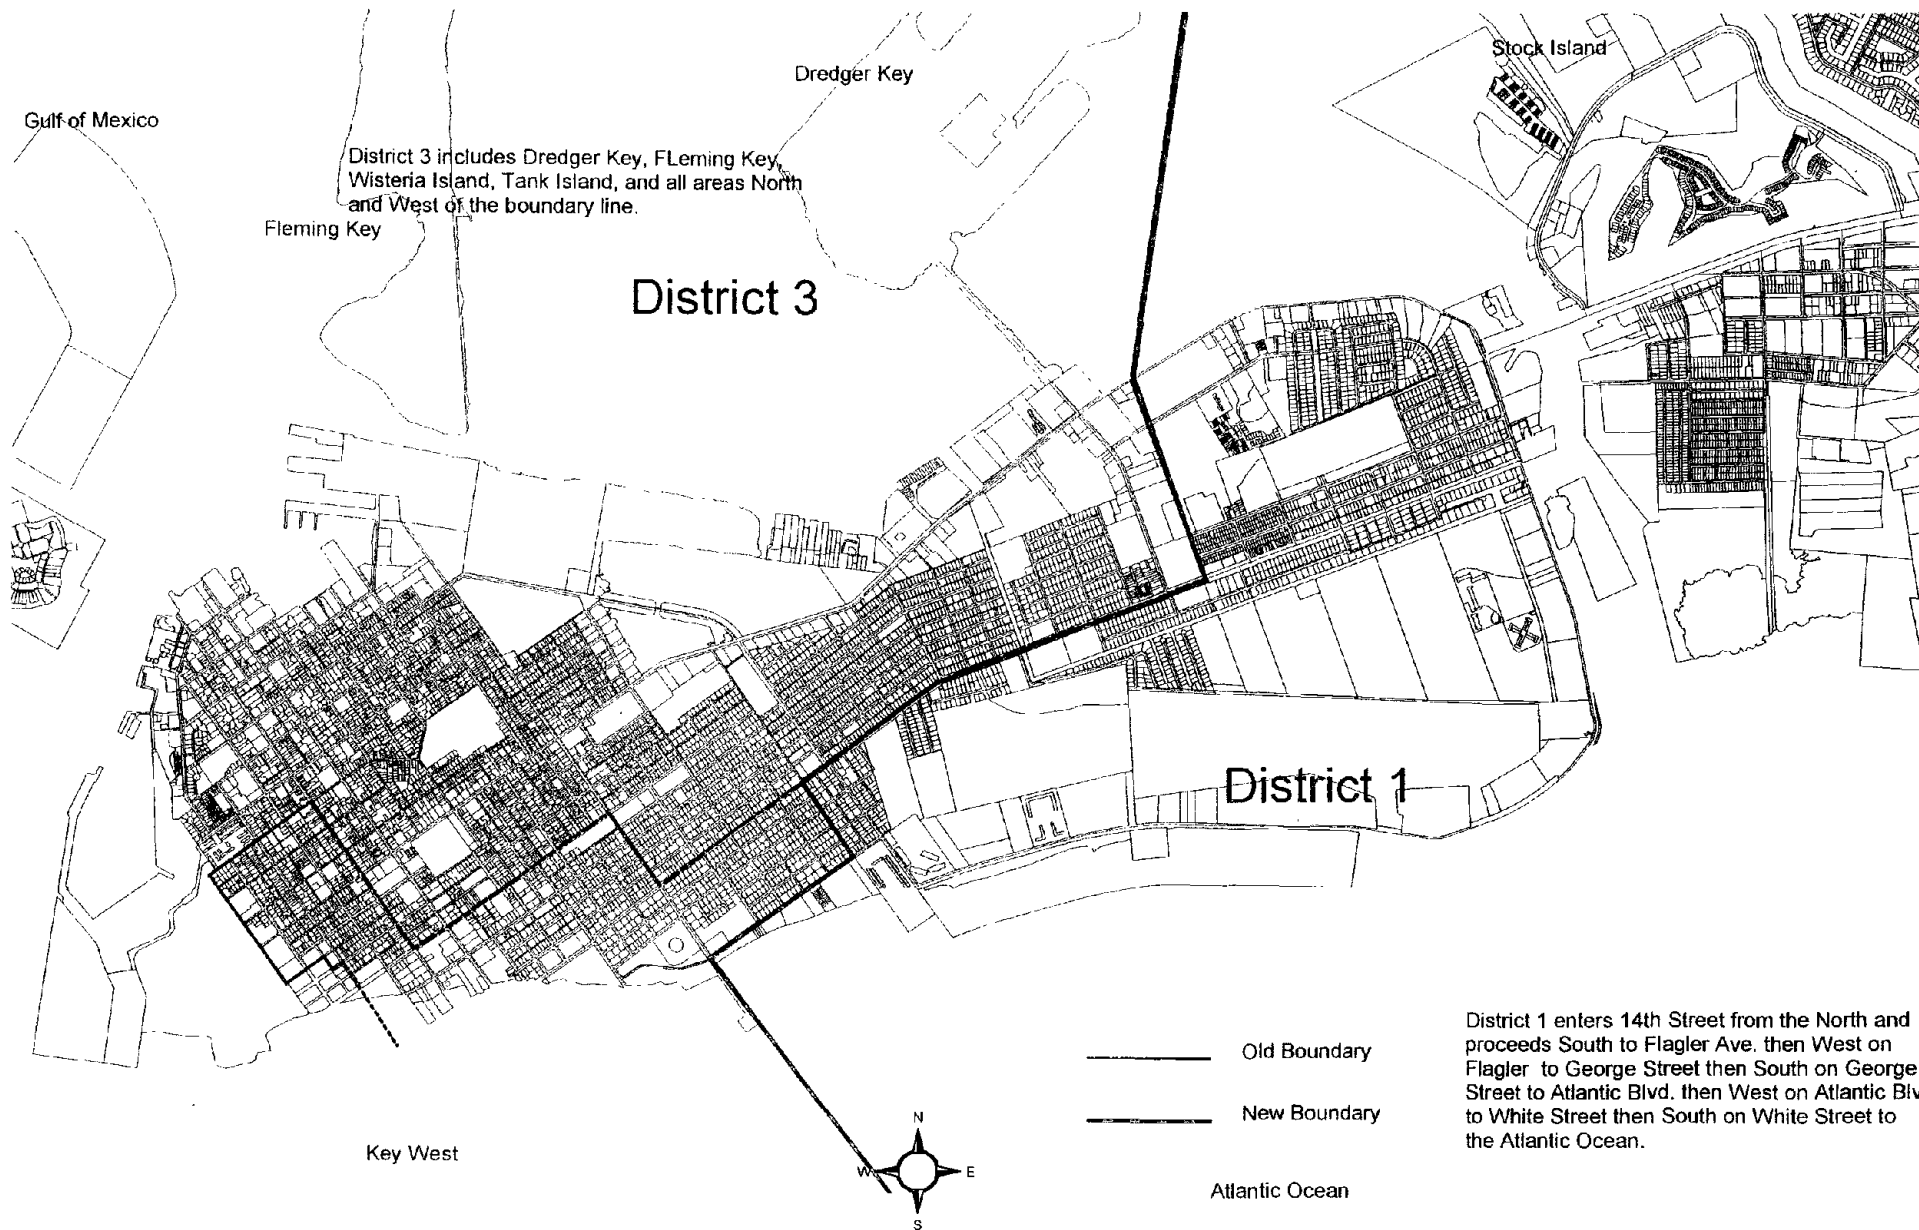 Stock Island
Dredger Key
Gulf of Mexico
District 3 includes Dredger Key, FLeming Key,
Wisteria Island, Tank Island, and all areas North
and West of the boundary line.
Fleming Key
District 3
District 1
Old Boundary
New Boundary
District 1 enters 14th Street from the North and
proceeds South to Flagler Ave. then West on
Flagler to George Street then South on George
Street to Atlantic Blvd. then West on Atlantic Blv
to White Street then South on White Street to
the Atlantic Ocean.
Key West
N
W E
S
Atlantic Ocean